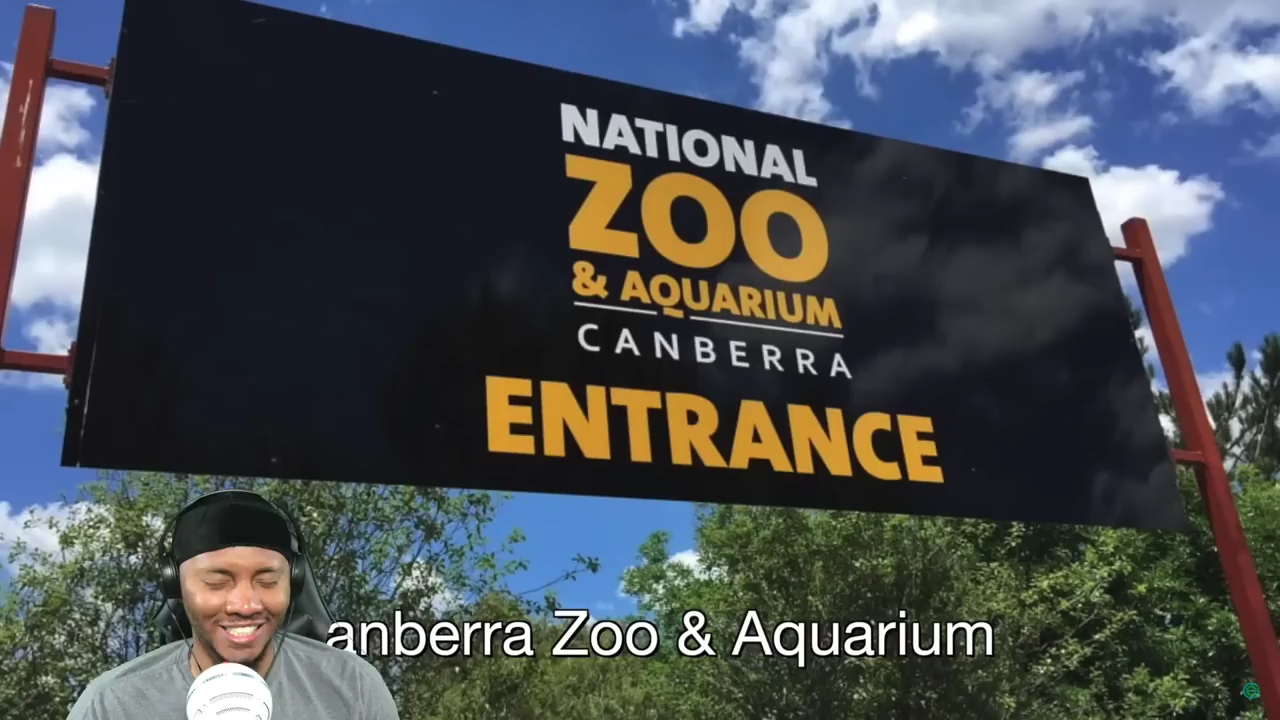 NATIONAL
ZOO
& AQUARIUM
CANBERRA
ENTRANCE
anberra Zoo & Aquarium